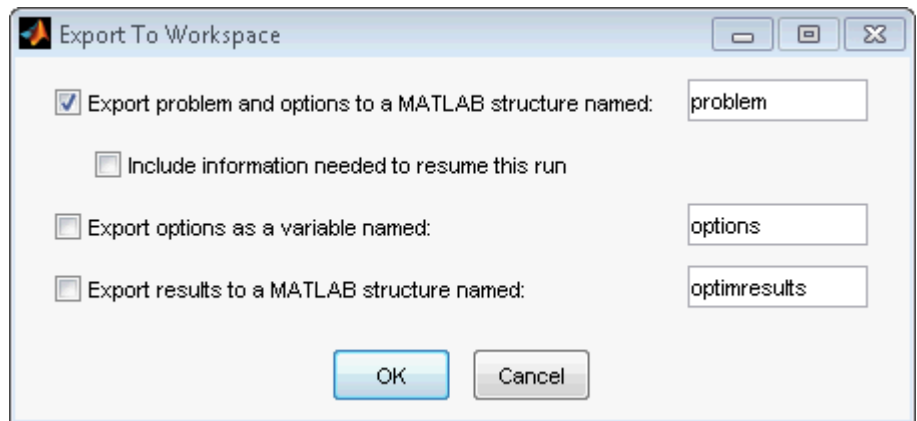 Export To Workspace
Export problem and options to a MATLAB structure named: problem
Include information needed to resume this run
Export options as a variable named: options
Export results to a MATLAB structure named: optimresults
OK Cancel